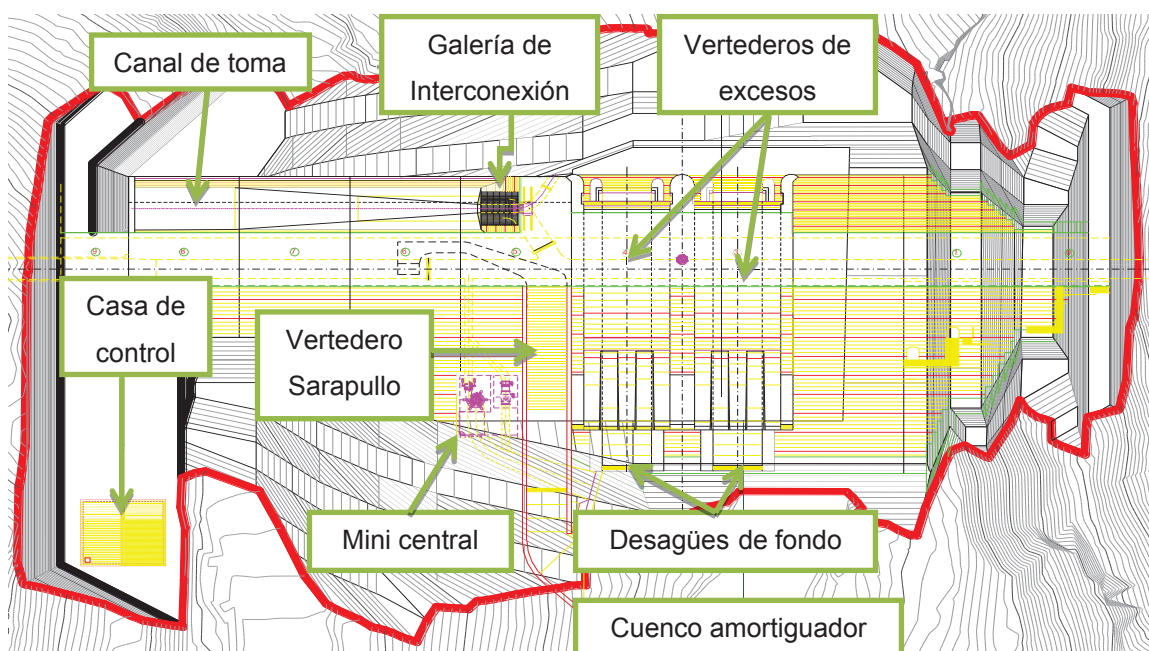 Canal de toma
Galería de
Interconexión
Vertederos de
excesos
Casa de
control
Vertedero
Sarapullo
Mini central
Desagües de fondo
Cuenco amortiguador